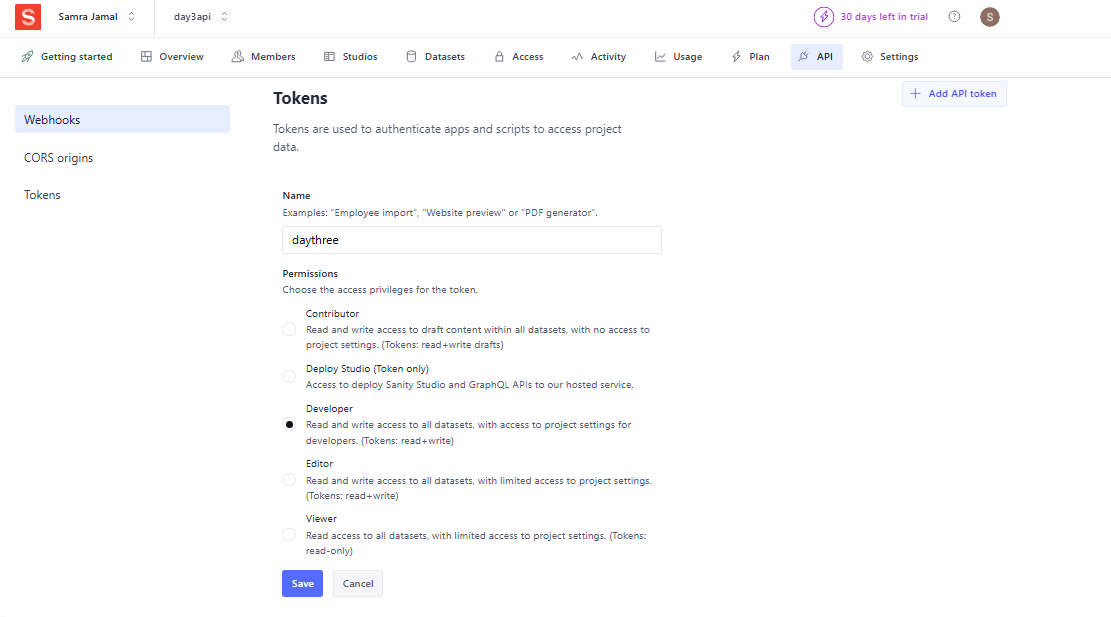 S Samra Jamal day3api 30 days left in trial ? S
Getting started Overview Members Studios Datasets Access Activity Usage Plan API Settings
Webhooks
CORS origins
Tokens
Tokens
+ Add API token
Tokens are used to authenticate apps and scripts to access project
data.
Name
Examples: "Employee import", "Website preview" or "PDF generator".
daythree
Permissions
Choose the access privileges for the token.
Contributor
Read and write access to draft content within all datasets, with no access to
project settings. (Tokens: read+write drafts)
Deploy Studio (Token only)
Access to deploy Sanity Studio and GraphQL APIs to our hosted service.
Developer
Read and write access to all datasets, with access to project settings for
developers. (Tokens: read+write)
Editor
Read and write access to all datasets, with limited access to project settings.
(Tokens: read+write)
Viewer
Read access to all datasets, with limited access to project settings. (Tokens:
read-only)
Save Cancel